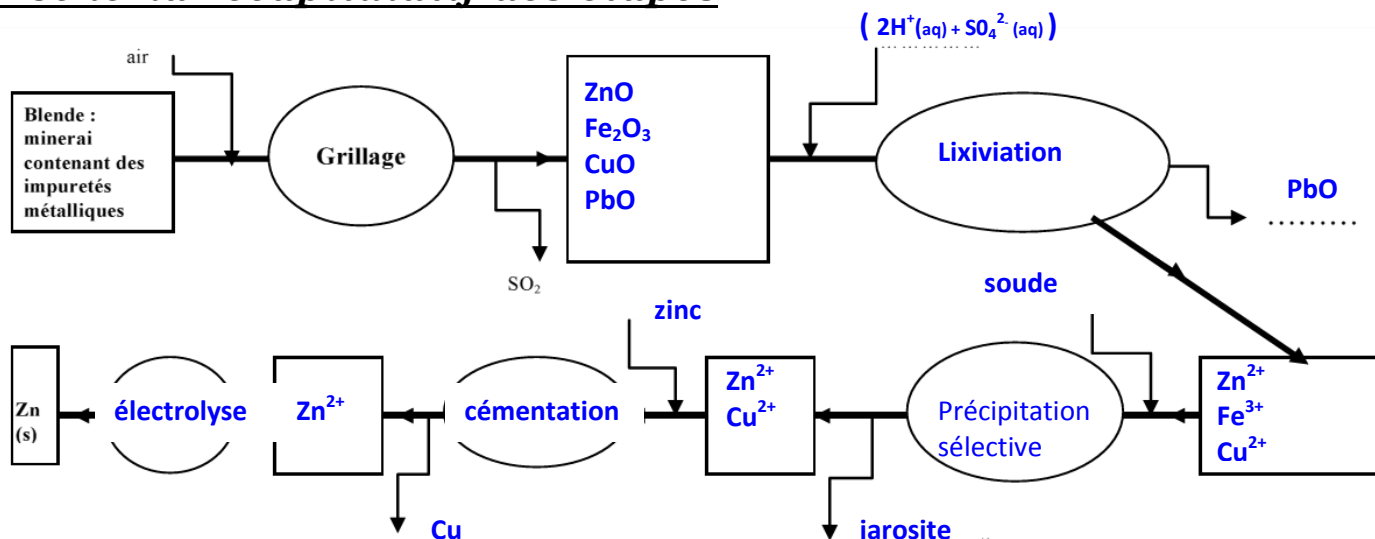 ( 2H⁺(aq) + SO₄²⁻ (aq) )
……………
air
Blende :
minerai
contenant des
impuretés
métalliques
Grillage
SO₂
ZnO
Fe₂O₃
CuO
PbO
Lixiviation
PbO
………
soude
Zn²⁺
Fe³⁺
Cu²⁺
Précipitation
sélective
jarosite
Zn²⁺
Cu²⁺
zinc
cémentation
Cu
Zn²⁺
électrolyse
Zn
(s)